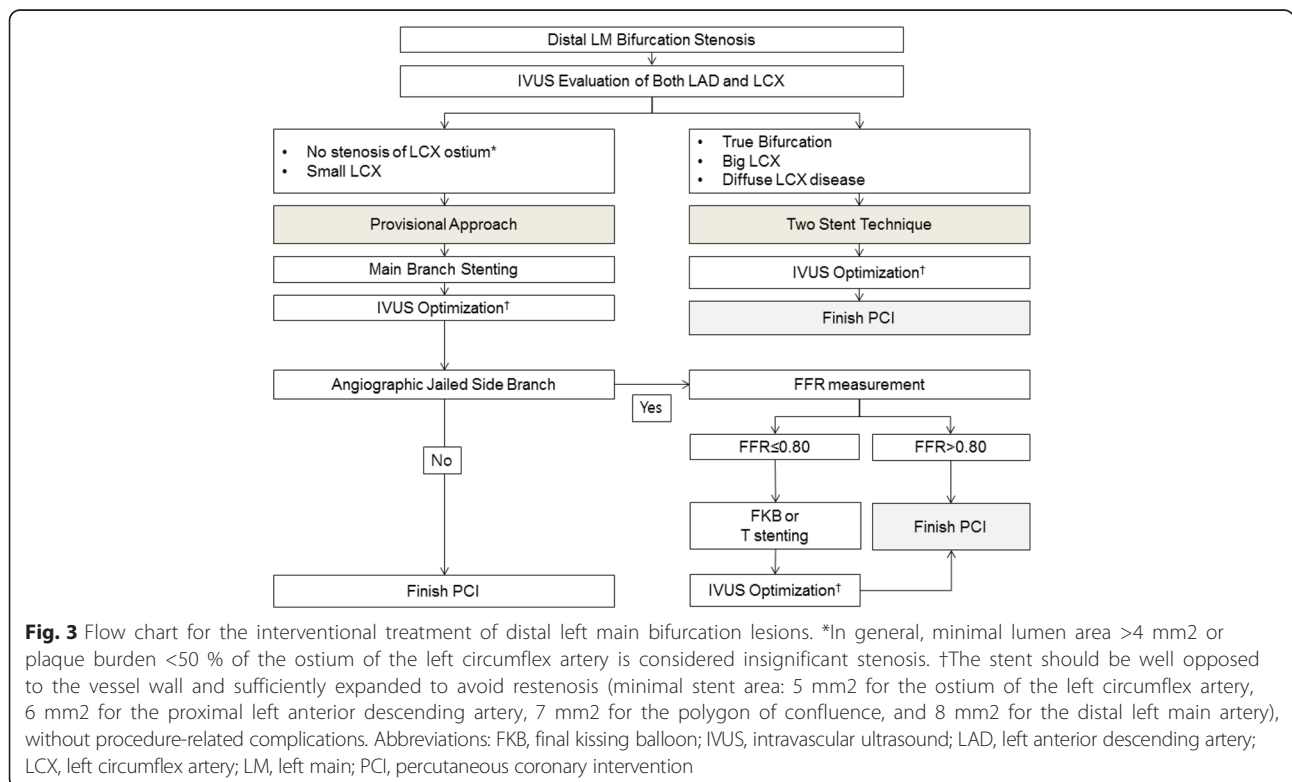 Distal LM Bifurcation Stenosis
IVUS Evaluation of Both LAD and LCX
• No stenosis of LCX ostium*
• Small LCX
• True Bifurcation
• Big LCX
• Diffuse LCX disease
Provisional Approach
Two Stent Technique
Main Branch Stenting
IVUS Optimization†
IVUS Optimization†
Finish PCI
Angiographic Jailed Side Branch
Yes
FFR measurement
No
FFR≤0.80
FFR>0.80
FKB or
T stenting
Finish PCI
IVUS Optimization†
Finish PCI
Fig. 3 Flow chart for the interventional treatment of distal left main bifurcation lesions. *In general, minimal lumen area >4 mm2 or
plaque burden <50 % of the ostium of the left circumflex artery is considered insignificant stenosis. †The stent should be well opposed
to the vessel wall and sufficiently expanded to avoid restenosis (minimal stent area: 5 mm2 for the ostium of the left circumflex artery,
6 mm2 for the proximal left anterior descending artery, 7 mm2 for the polygon of confluence, and 8 mm2 for the distal left main artery),
without procedure-related complications. Abbreviations: FKB, final kissing balloon; IVUS, intravascular ultrasound; LAD, left anterior descending artery;
LCX, left circumflex artery; LM, left main; PCI, percutaneous coronary intervention